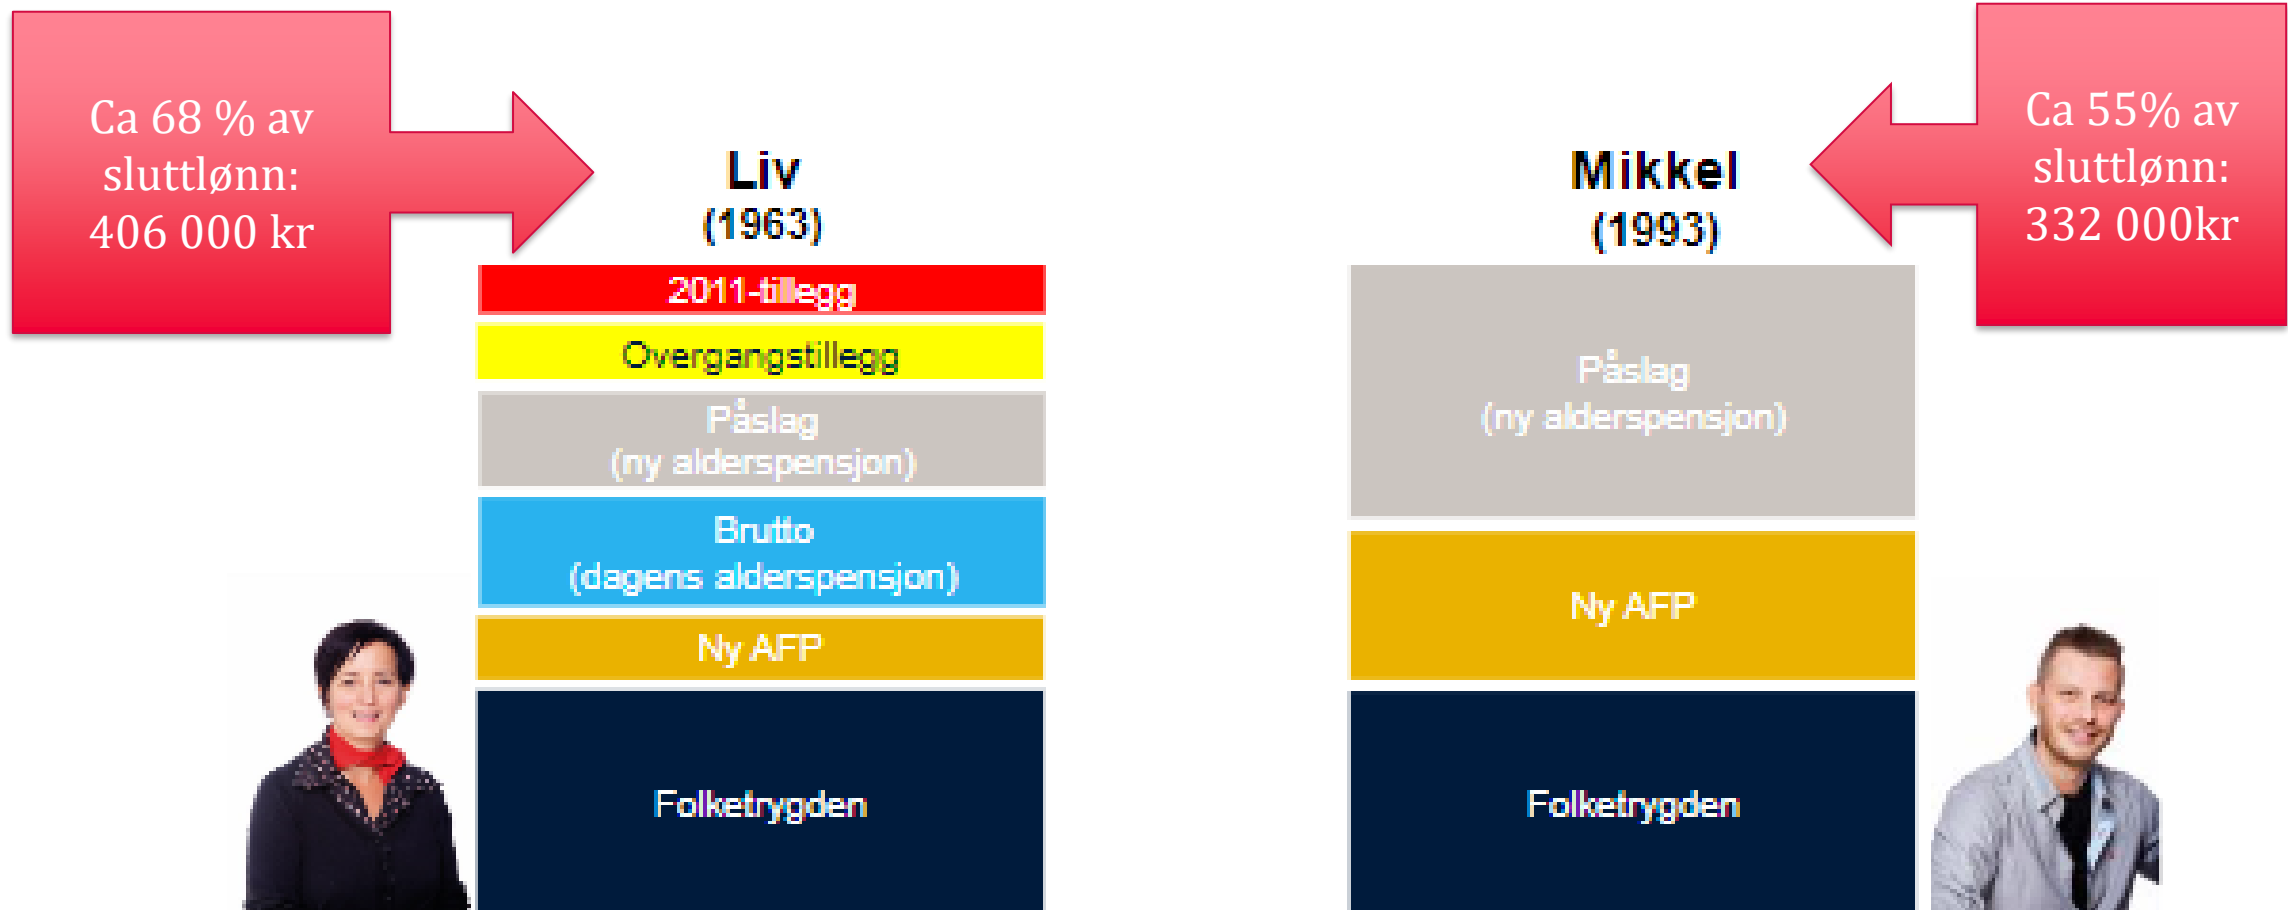 Ca 68 % av
sluttlønn:
406 000 kr
Liv
(1963)
2011-tillegg
Overgangstillegg
Påslag
(ny alderspensjon)
Brutto
(dagens alderspensjon)
Ny AFP
Folketrygden
Mikkel
(1993)
Påslag
(ny alderspensjon)
Ny AFP
Folketrygden
Ca 55% av
sluttlønn:
332 000kr